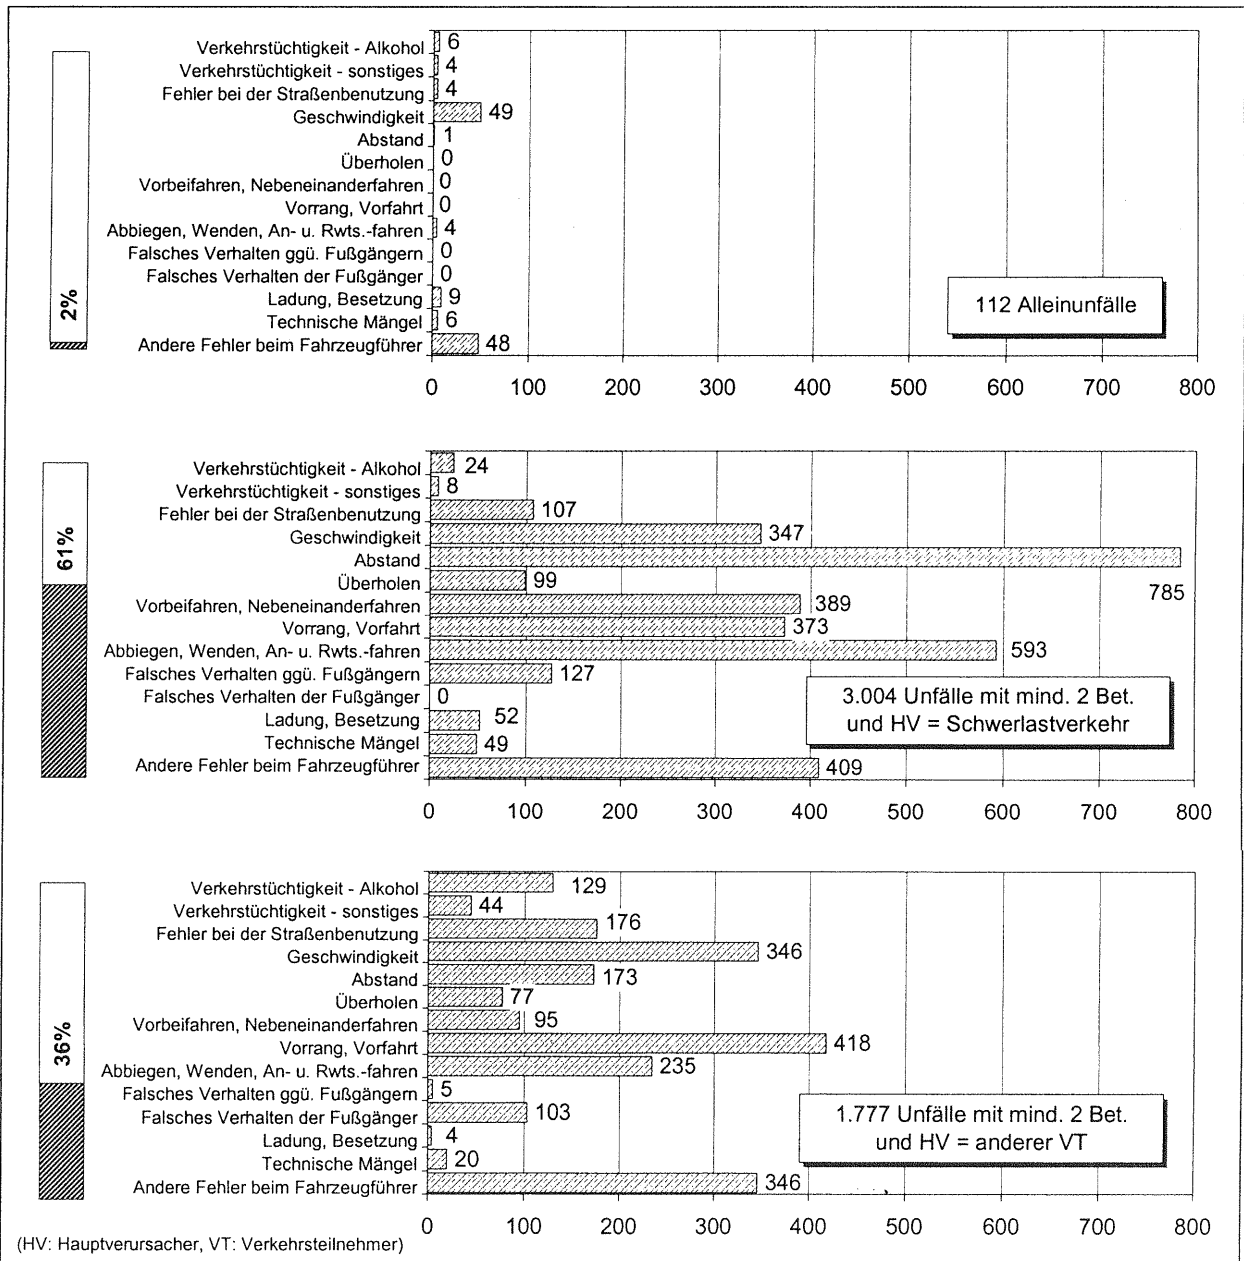 Verkehrstüchtigkeit - Alkohol 6
Verkehrstüchtigkeit - sonstiges 4
Fehler bei der Straßenbenutzung 4
Geschwindigkeit 49
Abstand 1
Überholen 0
Vorbeifahren, Nebeneinanderfahren 0
Vorrang, Vorfahrt 0
Abbiegen, Wenden, An- u. Rwts.-fahren 4
Falsches Verhalten ggü. Fußgängern 0
Falsches Verhalten der Fußgänger 0
Ladung, Besetzung 9
Technische Mängel 6
Andere Fehler beim Fahrzeugführer 48
2%
112 Alleinunfälle
0 100 200 300 400 500 600 700 800
Verkehrstüchtigkeit - Alkohol 24
Verkehrstüchtigkeit - sonstiges 8
Fehler bei der Straßenbenutzung 107
Geschwindigkeit 347
Abstand 785
Überholen 99
Vorbeifahren, Nebeneinanderfahren 389
Vorrang, Vorfahrt 373
Abbiegen, Wenden, An- u. Rwts.-fahren 593
Falsches Verhalten ggü. Fußgängern 127
Falsches Verhalten der Fußgänger 0
Ladung, Besetzung 52
Technische Mängel 49
Andere Fehler beim Fahrzeugführer 409
61%
3.004 Unfälle mit mind. 2 Bet.
und HV = Schwerlastverkehr
0 100 200 300 400 500 600 700 800
Verkehrstüchtigkeit - Alkohol 129
Verkehrstüchtigkeit - sonstiges 44
Fehler bei der Straßenbenutzung 176
Geschwindigkeit 346
Abstand 173
Überholen 77
Vorbeifahren, Nebeneinanderfahren 95
Vorrang, Vorfahrt 418
Abbiegen, Wenden, An- u. Rwts.-fahren 235
Falsches Verhalten ggü. Fußgängern 5
Falsches Verhalten der Fußgänger 103
Ladung, Besetzung 4
Technische Mängel 20
Andere Fehler beim Fahrzeugführer 346
36%
1.777 Unfälle mit mind. 2 Bet.
und HV = anderer VT
0 100 200 300 400 500 600 700 800
(HV: Hauptverursacher, VT: Verkehrsteilnehmer)